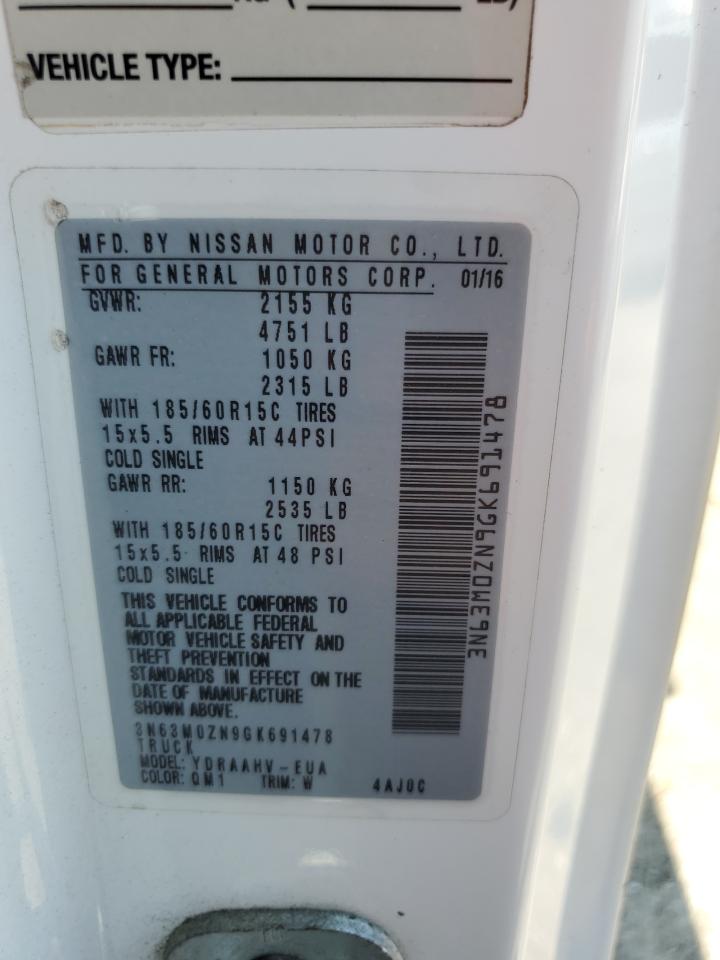 VEHICLE TYPE:
MFD. BY NISSAN MOTOR CO., LTD.
FOR GENERAL MOTORS CORP. 01/16
GVWR: 2155 KG
4751 LB
GAWR FR: 1050 KG
2315 LB
WITH 185/60R15C TIRES
15x5.5 RIMS AT 44PSI
COLD SINGLE
GAWR RR: 1150 KG
2535 LB
WITH 185/60R15C TIRES
15x5.5 RIMS AT 48 PSI
COLD SINGLE
THIS VEHICLE CONFORMS TO
ALL APPLICABLE FEDERAL
MOTOR VEHICLE SAFETY AND
THEFT PREVENTION
STANDARDS IN EFFECT ON THE
DATE OF MANUFACTURE
SHOWN ABOVE.
3N63M0ZN9GK691478
TRUCK
MODEL: YDRAAHV-EUA
COLOR: QM1 TRIM: W 4AJ0C
3N63M0ZN9GK691478